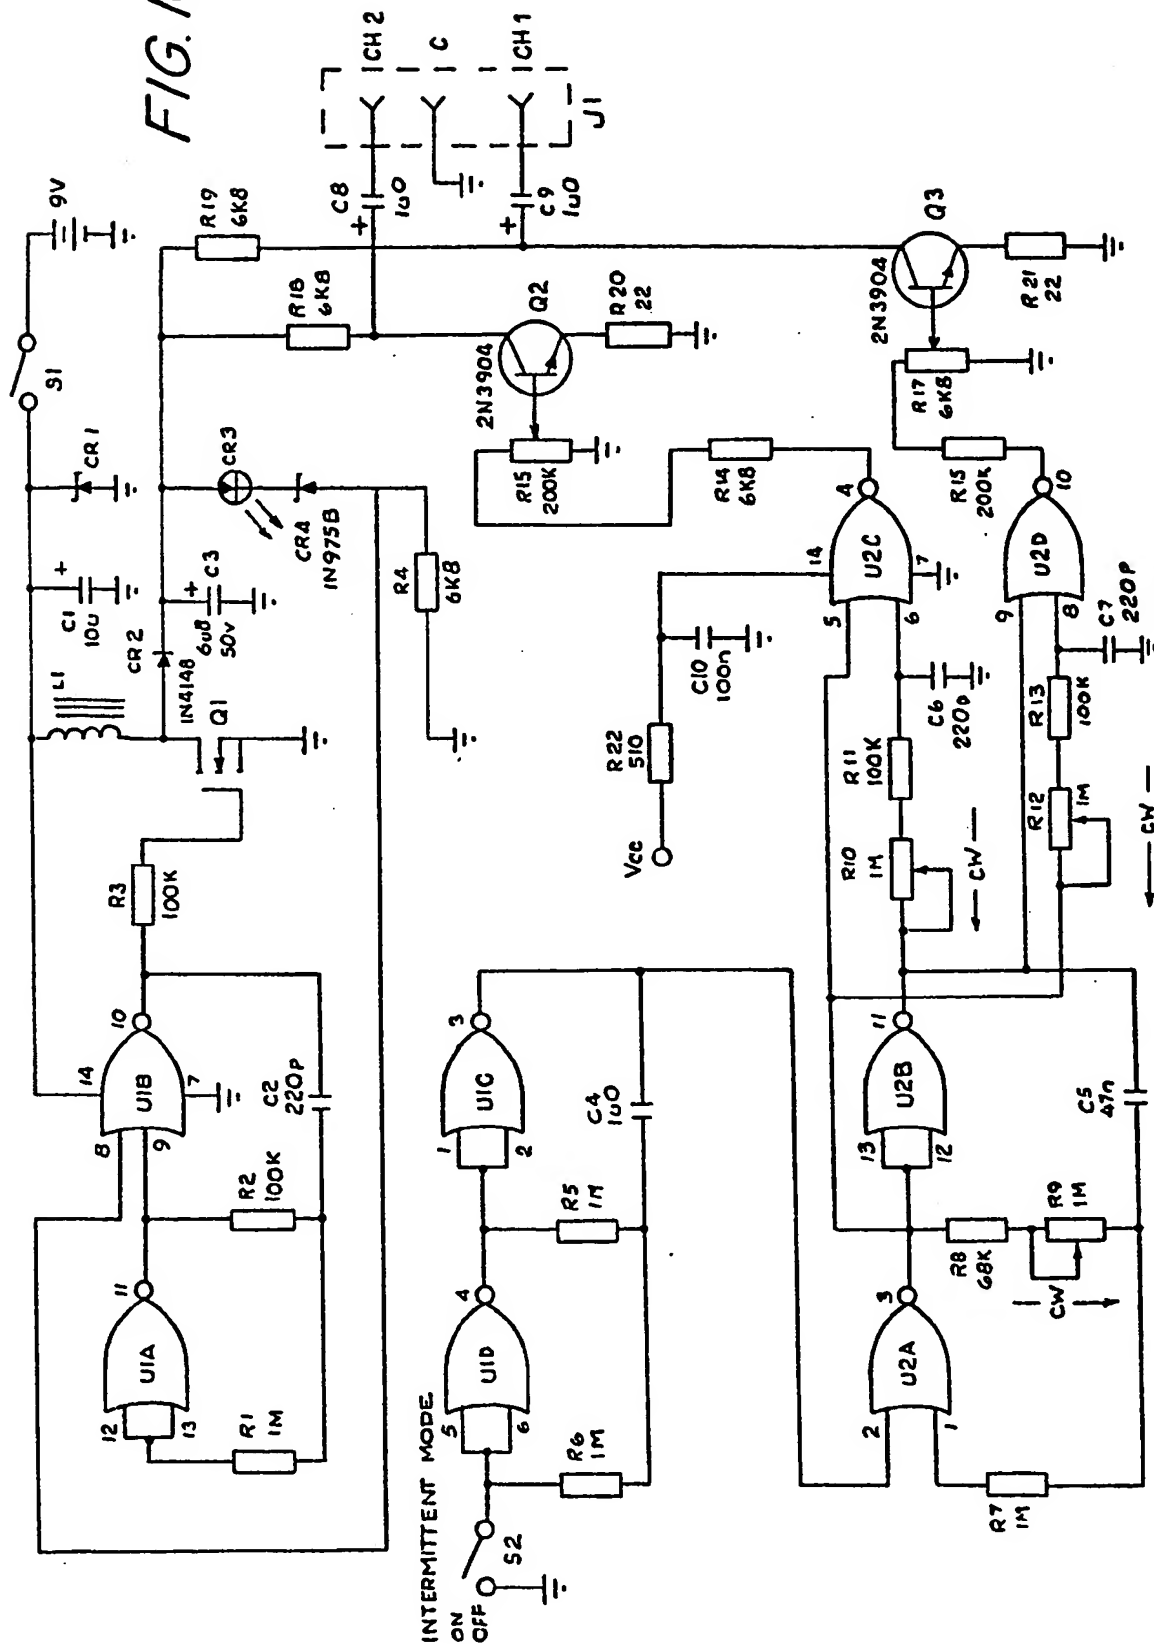 FIG.
9V
S1
CR1
C1
10u
+
L1
CR2
1N4148
Q1
6u8
50v
+
C3
CR3
CR4
1N975B
R4
6K8
R19
6K8
R18
6K8
CH 2
C
CH 1
J1
C8
1u0
+
C9
1u0
+
Q2
2N3904
R20
22
Q3
2N3904
R21
22
R3
100K
U1B
14
8
9
10
7
C2
220P
R2
100K
U1A
11
12
13
R1
1M
INTERMITTENT MODE
ON
OFF
S2
U1D
4
5
6
R6
1M
R5
1M
U1C
3
1
2
C4
1u0
Vcc
R22
510
C10
100n
R15
200K
R14
6K8
U2C
14
4
5
6
7
C6
220p
R11
100K
R10
1M
CW
R17
6K8
R15
200K
U2D
10
9
8
C7
220P
R13
100K
R12
1M
CW
U2B
11
13
12
C5
47n
U2A
3
2
1
R8
68K
R9
1M
CW
R7
1M